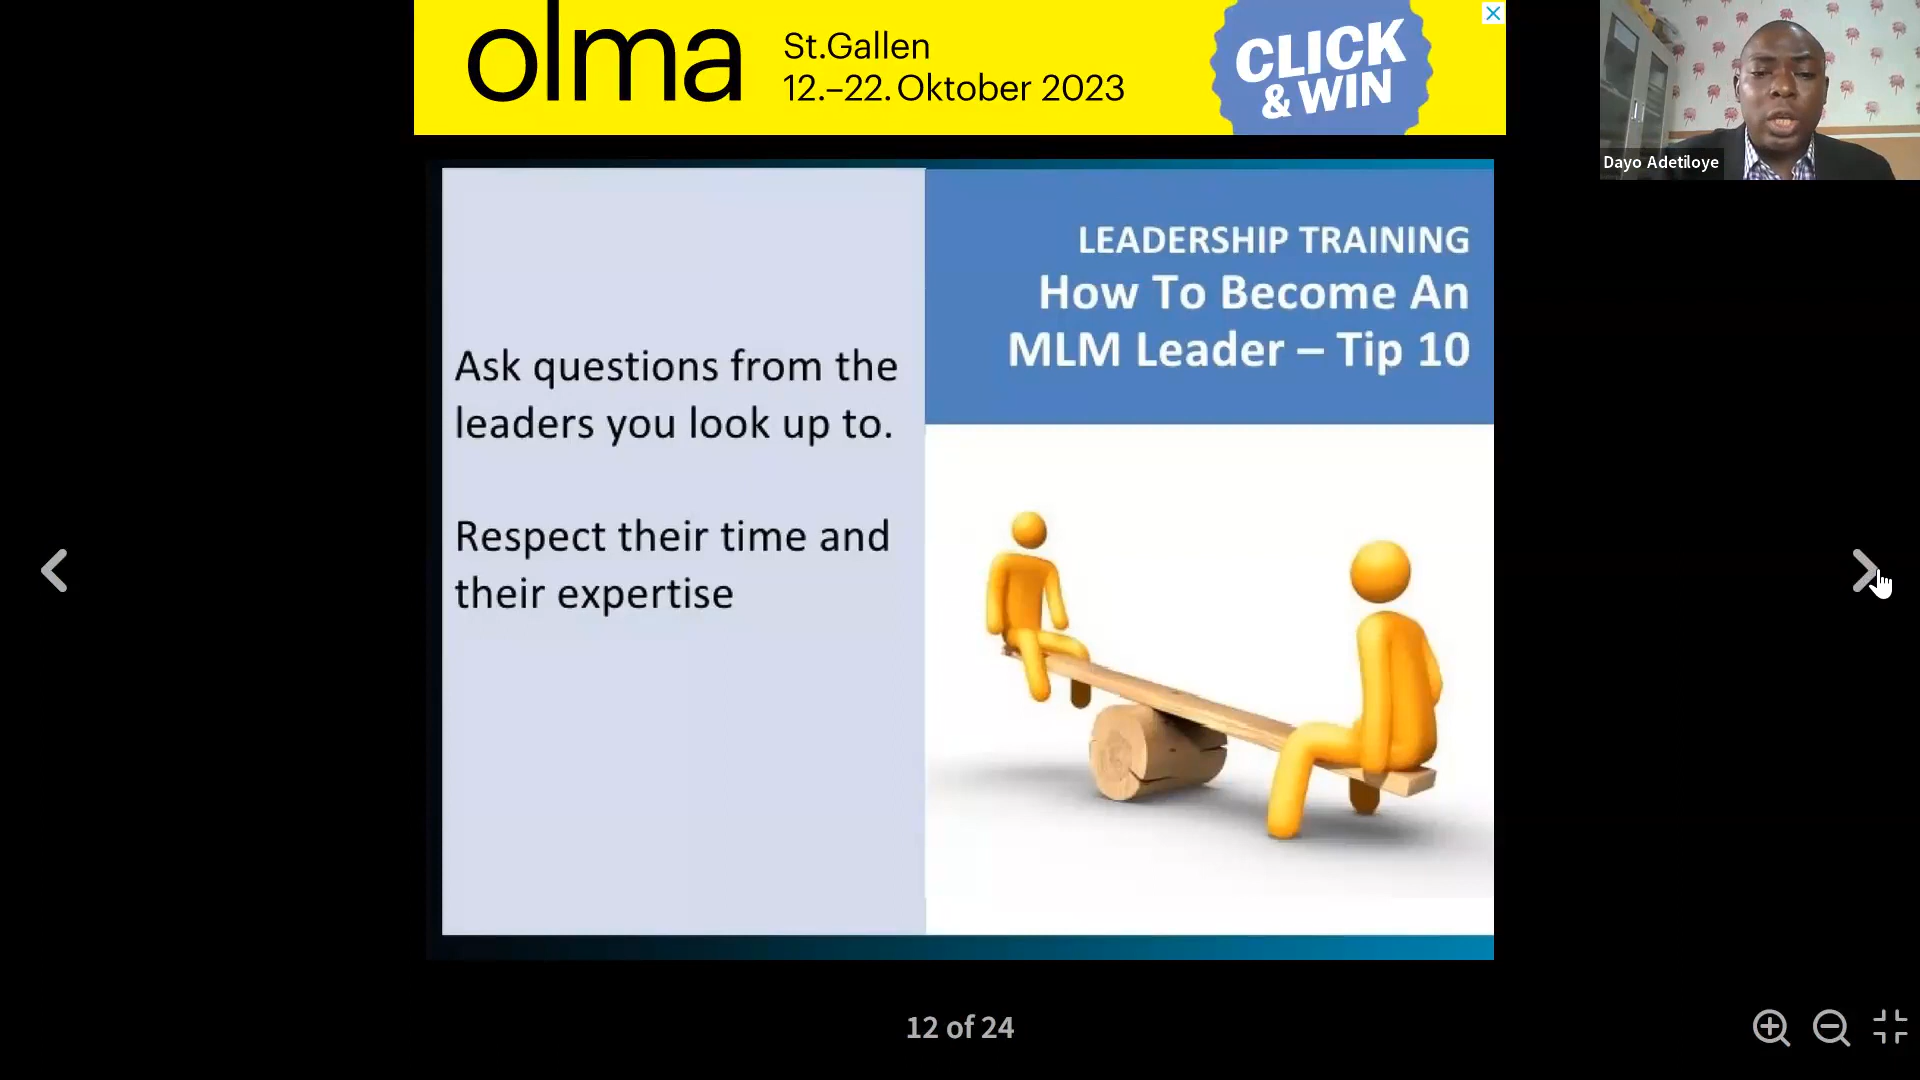 olma
St.Gallen
12.–22. Oktober 2023
CLICK
& WIN
Dayo Adetiloye
LEADERSHIP TRAINING
How To Become An
MLM Leader – Tip 10
Ask questions from the
leaders you look up to.
Respect their time and
their expertise
12 of 24